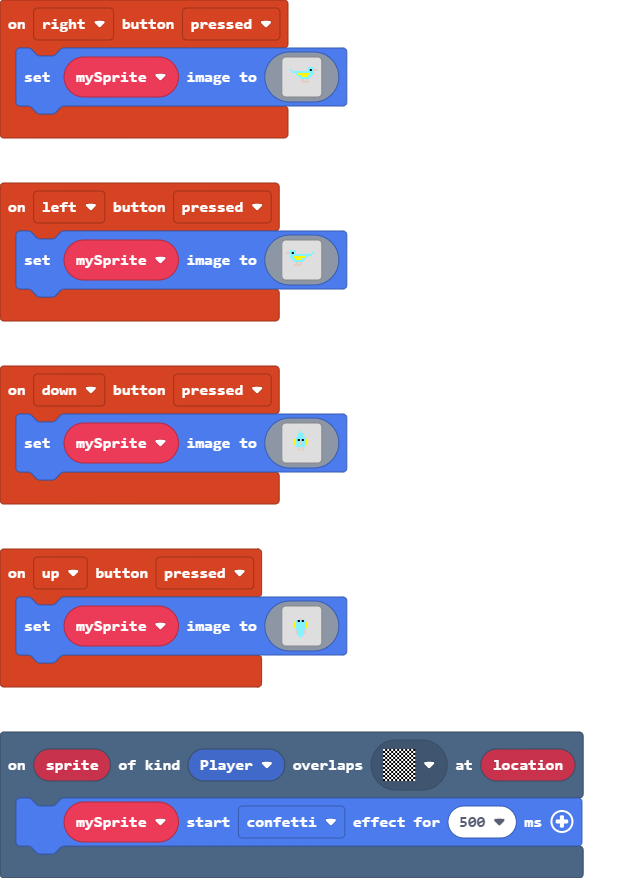 on right button pressed
set mySprite image to
on left button pressed
set mySprite image to
on down button pressed
set mySprite image to
on up button pressed
set mySprite image to
on sprite of kind Player overlaps at location
mySprite start confetti effect for 500 ms